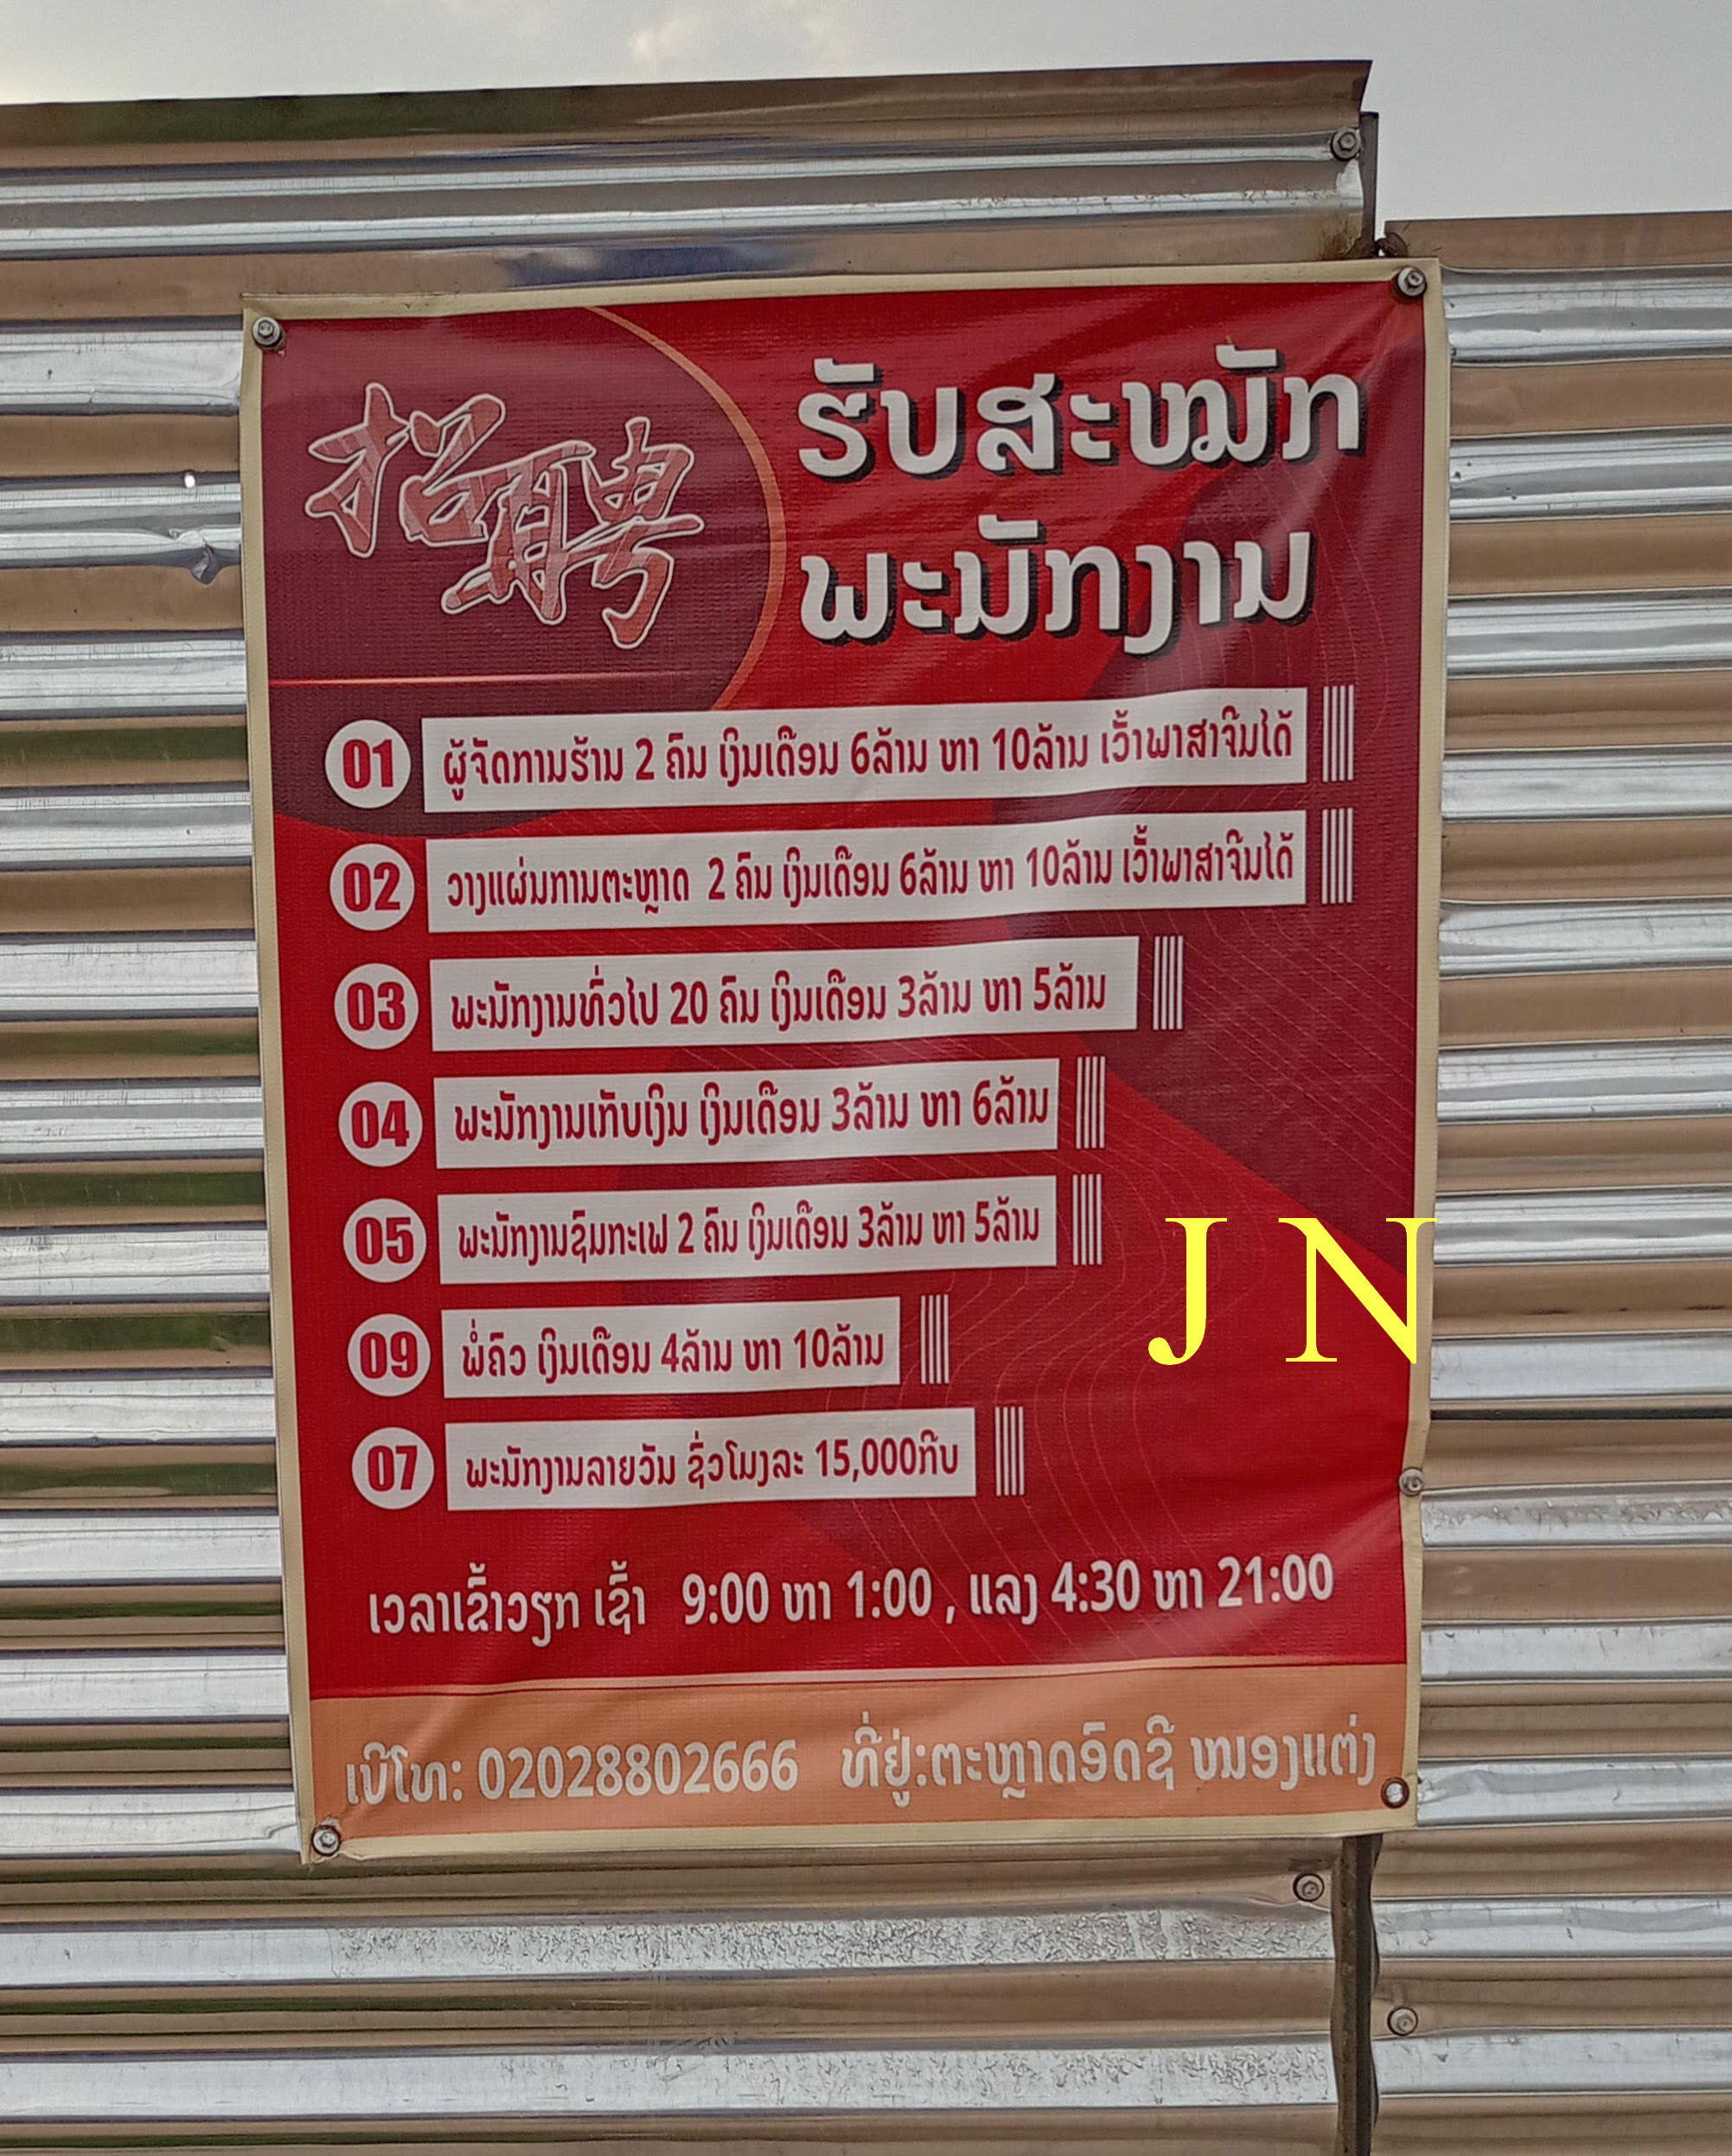 招聘
ຮັບສະໝັກ
ພະນັກງານ
01 ຜູ້ຈັດການຮ້ານ 2 ຄົນ ເງິນເດືອນ 6ລ້ານ ຫາ 10ລ້ານ ເວົ້າພາສາຈີນໄດ້
02 ວາງແຜ່ນການຕະຫຼາດ 2 ຄົນ ເງິນເດືອນ 6ລ້ານ ຫາ 10ລ້ານ ເວົ້າພາສາຈີນໄດ້
03 ພະນັກງານທົ່ວໄປ 20 ຄົນ ເງິນເດືອນ 3ລ້ານ ຫາ 5ລ້ານ
04 ພະນັກງານເກັບເງິນ ເງິນເດືອນ 3ລ້ານ ຫາ 6ລ້ານ
05 ພະນັກງານຊົມກະເຟ 2 ຄົນ ເງິນເດືອນ 3ລ້ານ ຫາ 5ລ້ານ
J N
09 ພໍ່ຄົວ ເງິນເດືອນ 4ລ້ານ ຫາ 10ລ້ານ
07 ພະນັກງານລາຍວັນ ຊົ່ວໂມງລະ 15,000ກີບ
ເວລາເຂົ້າວຽກ ເຊົ້າ 9:00 ຫາ 1:00 , ແລງ 4:30 ຫາ 21:00
ເບີໂທ: 02028802666 ທີ່ຢູ່:ຕະຫຼາດອົດຊີ ໜອງແຕ່ງ